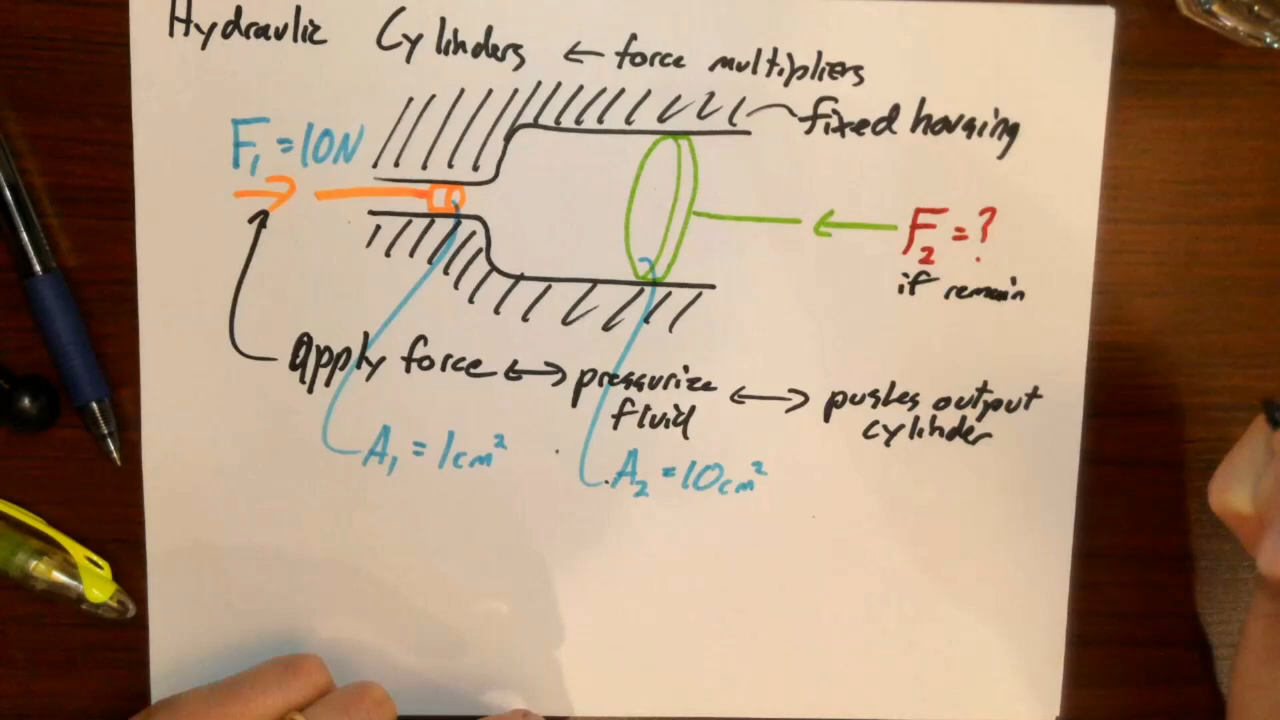 Hydraulic Cylinders ← force multipliers
fixed housing
F₁ = 10N
F₂ = ?
if remain
apply force ↔ pressurize fluid ↔ pushes output cylinder
A₁ = 1cm²
A₂ = 10cm²